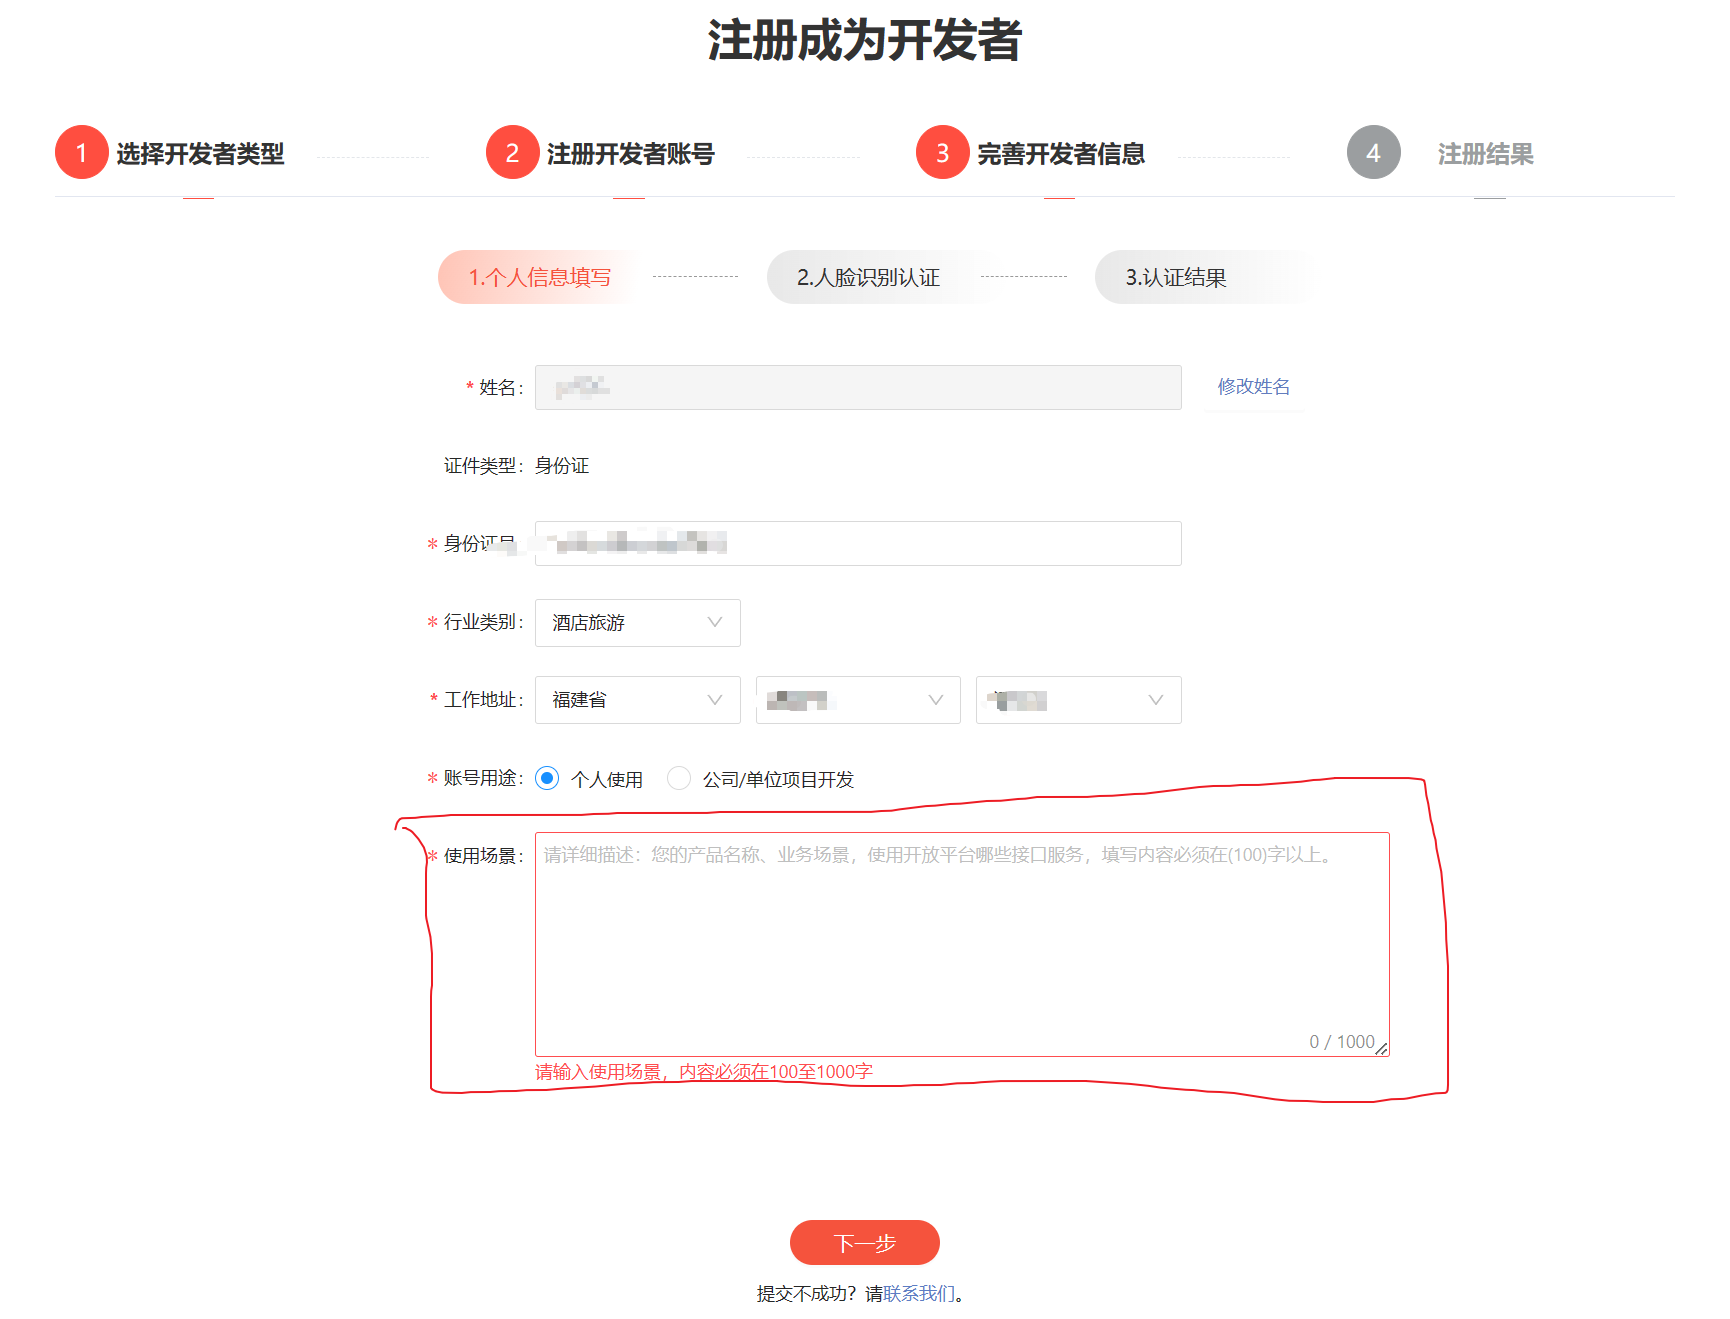 注册成为开发者
1 选择开发者类型
2 注册开发者账号
3 完善开发者信息
4 注册结果
1.个人信息填写
2.人脸识别认证
3.认证结果
* 姓名：
修改姓名
证件类型： 身份证
* 身份证号
* 行业类别： 酒店旅游
* 工作地址： 福建省
* 账号用途： 个人使用 公司/单位项目开发
* 使用场景： 请详细描述：您的产品名称、业务场景，使用开放平台哪些接口服务，填写内容必须在(100)字以上。
0 / 1000
请输入使用场景，内容必须在100至1000字
下一步
提交不成功？请联系我们。